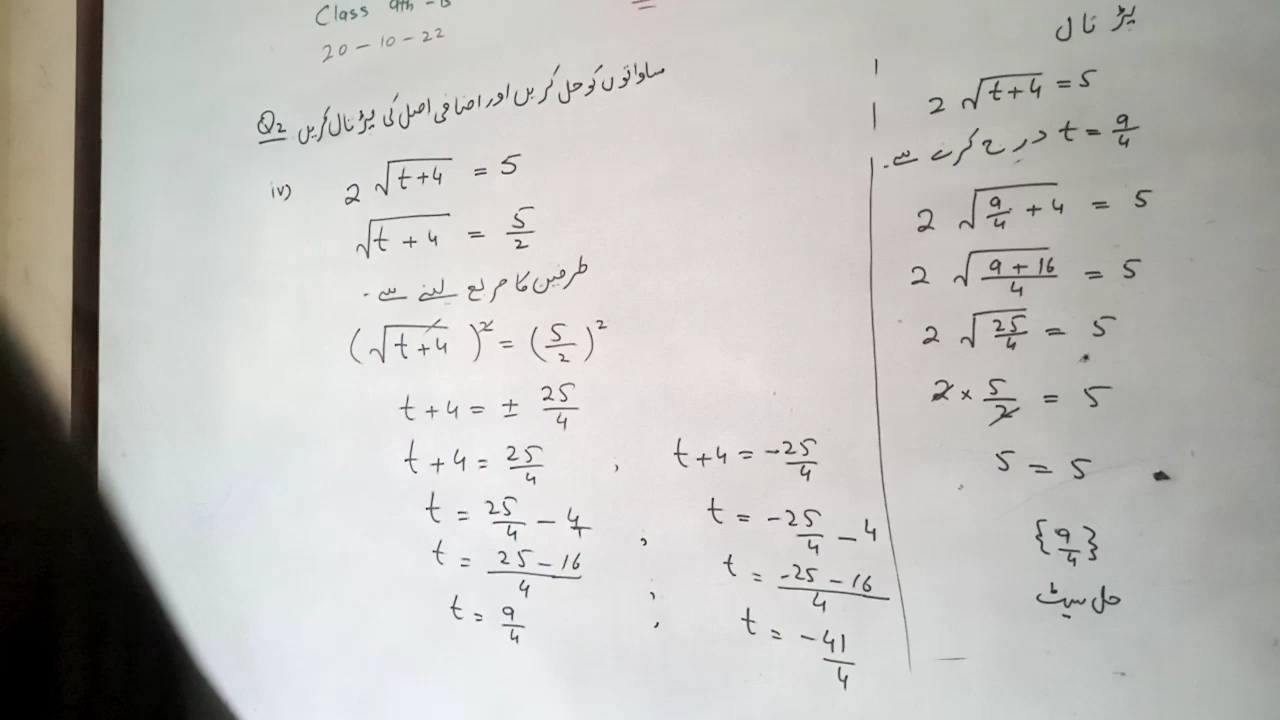 Class 9th - B
20 - 10 - 22
Q2 مساواتوں کو حل کریں اور اضافی اصل کی پڑتال کریں
iv) 2 √(t+4) = 5
√(t + 4) = 5/2
طرفین کا مربع لینے سے۔
(√(t+4))² = (5/2)²
t + 4 = ± 25/4
t + 4 = 25/4 , t + 4 = -25/4
t = 25/4 - 4 , t = -25/4 - 4
t = (25 - 16)/4 ; t = (-25 - 16)/4
t = 9/4 ; t = -41/4
پڑتال
2 √(t+4) = 5
t = 9/4 درج کرنے سے۔
2 √(9/4 + 4) = 5
2 √((9 + 16)/4) = 5
2 √(25/4) = 5
2 × 5/2 = 5
5 = 5
{9/4}
حل سیٹ